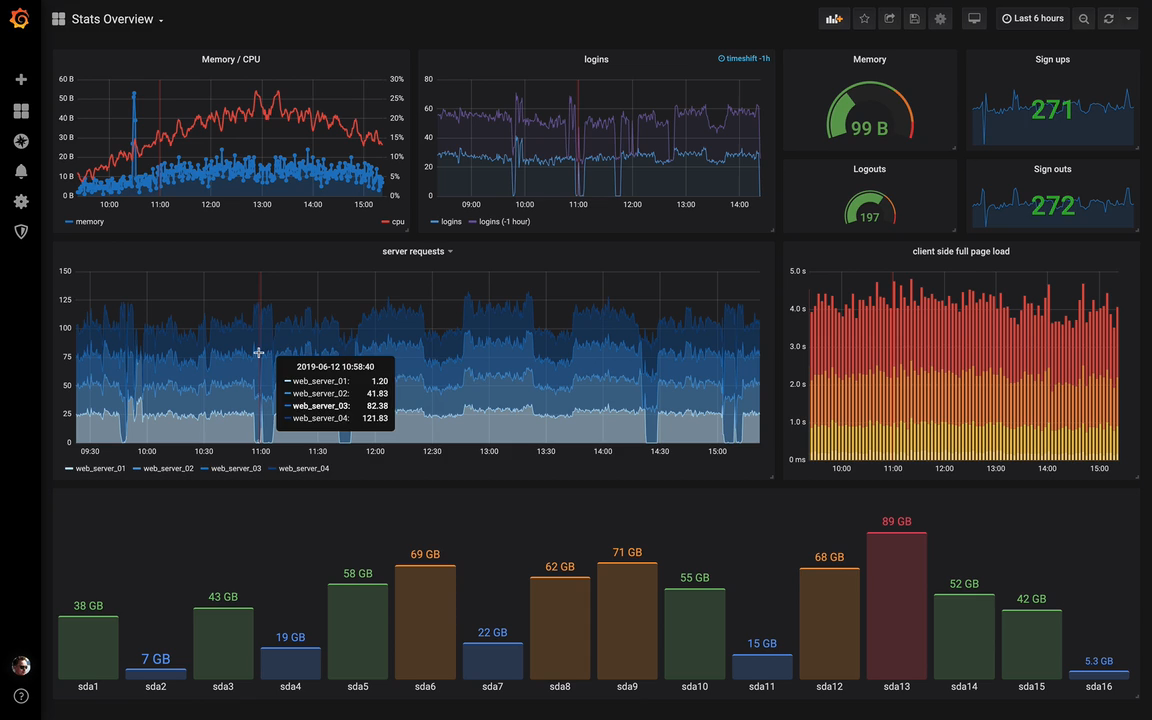 Stats Overview
Last 6 hours
Memory / CPU
60 B
50 B
40 B
30 B
20 B
10 B
0 B
30%
25%
20%
15%
10%
5%
0%
10:00 11:00 12:00 13:00 14:00 15:00
memory cpu
logins
timeshift -1h
80
60
40
20
0
09:00 10:00 11:00 12:00 13:00 14:00
logins logins (-1 hour)
Memory
99 B
Sign ups
271
Logouts
197
Sign outs
272
server requests
150
125
100
75
50
25
0
09:30 10:00 10:30 11:00 11:30 12:00 12:30 13:00 13:30 14:00 14:30 15:00
2019-06-12 10:58:40
web_server_01: 1.20
web_server_02: 41.83
web_server_03: 82.38
web_server_04: 121.83
web_server_01 web_server_02 web_server_03 web_server_04
client side full page load
5.0 s
4.0 s
3.0 s
2.0 s
1.0 s
0 ms
10:00 11:00 12:00 13:00 14:00 15:00
38 GB 7 GB 43 GB 19 GB 58 GB 69 GB 22 GB 62 GB 71 GB 55 GB 15 GB 68 GB 89 GB 52 GB 42 GB 5.3 GB
sda1 sda2 sda3 sda4 sda5 sda6 sda7 sda8 sda9 sda10 sda11 sda12 sda13 sda14 sda15 sda16